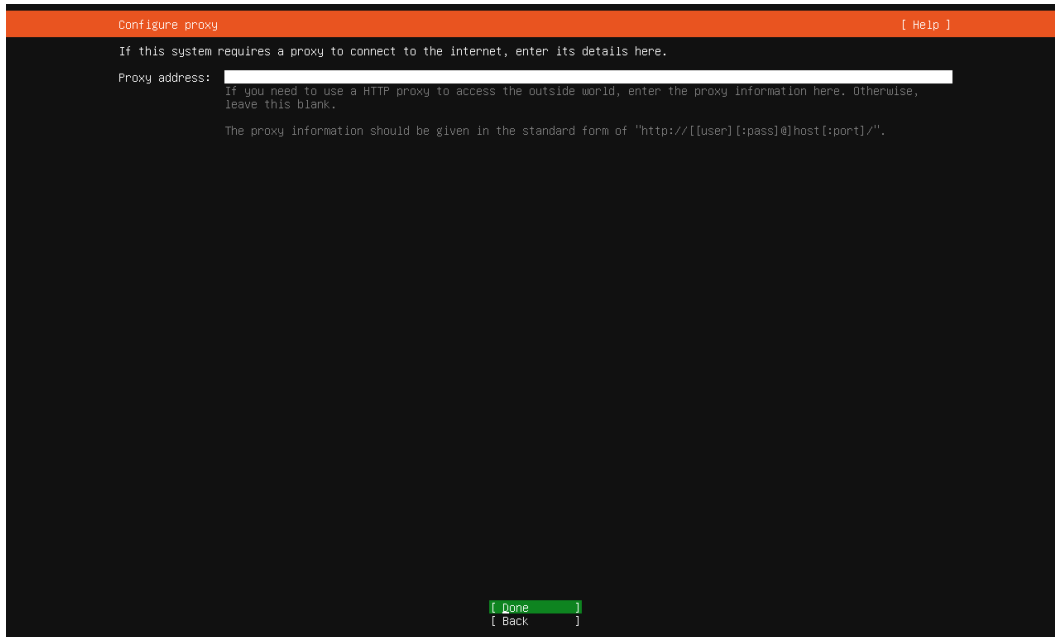 Configure proxy [ Help ]
If this system requires a proxy to connect to the internet, enter its details here.
Proxy address:
If you need to use a HTTP proxy to access the outside world, enter the proxy information here. Otherwise,
leave this blank.
The proxy information should be given in the standard form of "http://[[user][:pass]@]host[:port]/".
[ Done ]
[ Back ]